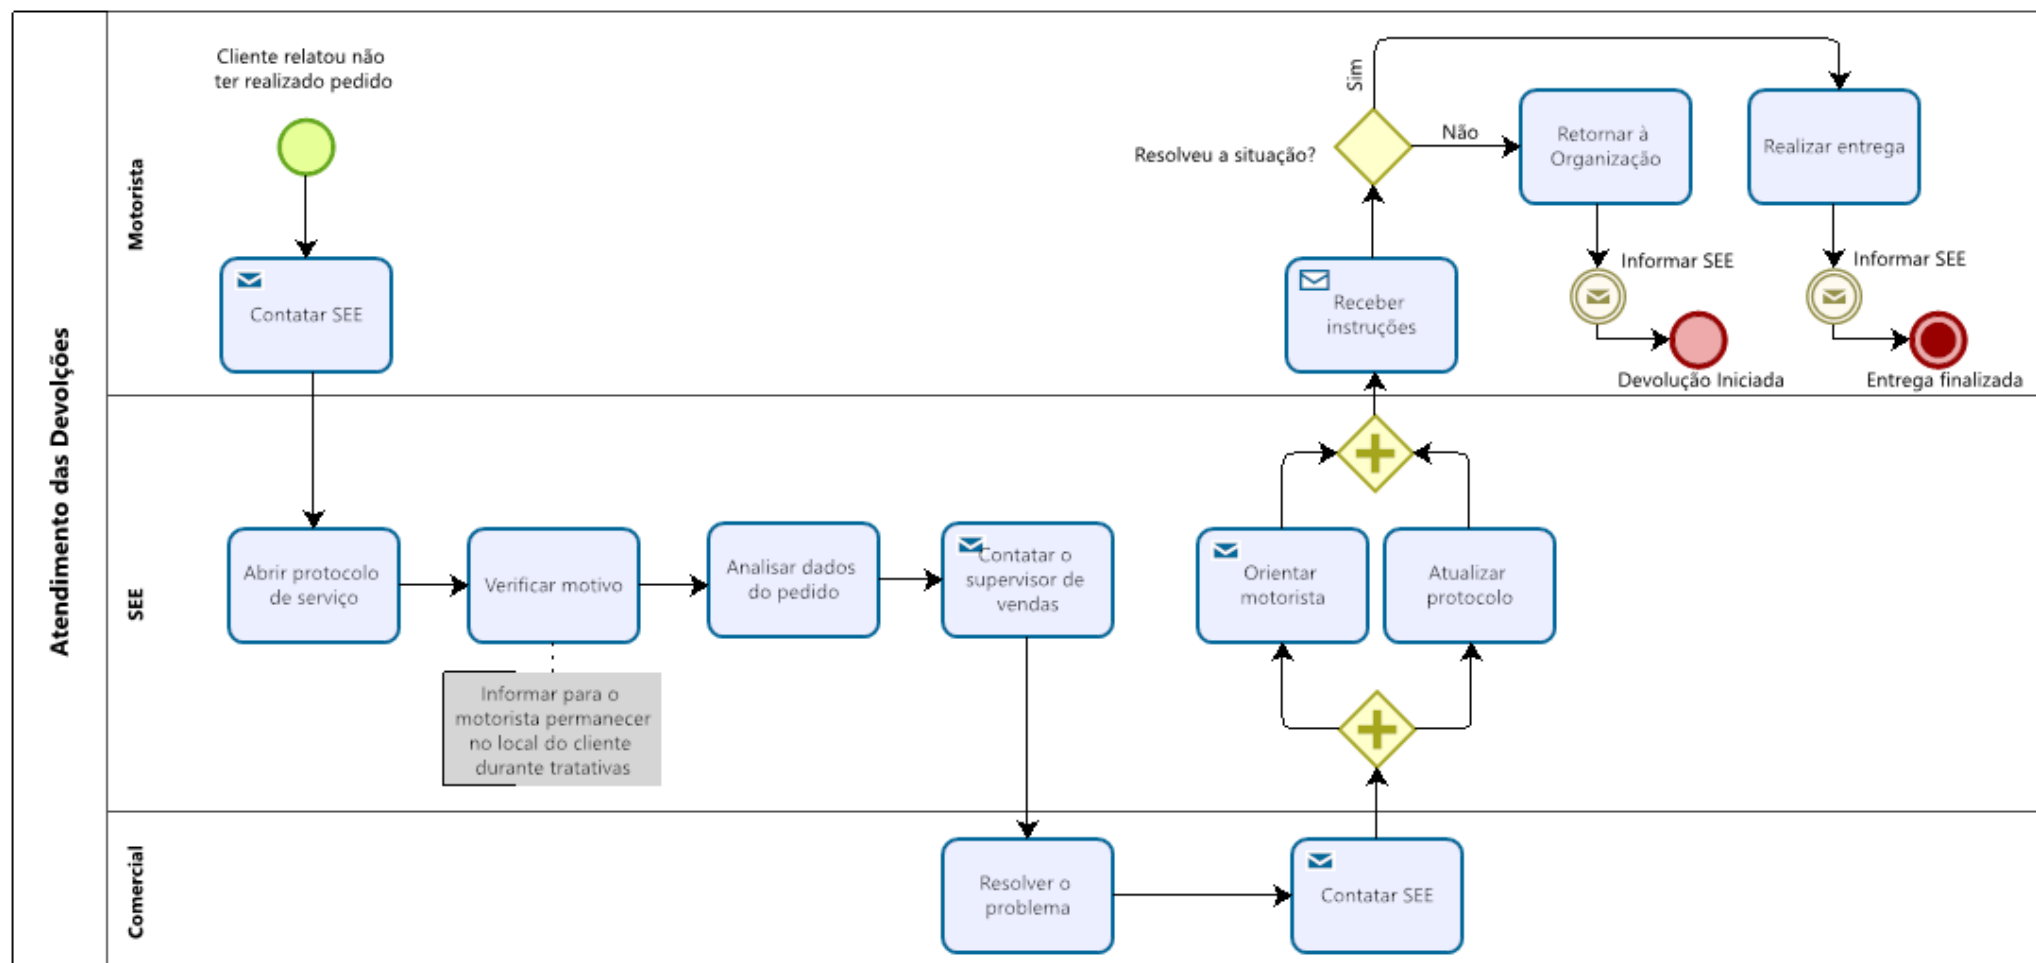 Atendimento das Devolções
Motorista
Cliente relatou não
ter realizado pedido
Contatar SEE
Receber
instruções
Resolveu a situação?
Sim
Não
Retornar à
Organização
Informar SEE
Devolução Iniciada
Realizar entrega
Informar SEE
Entrega finalizada
SEE
Abrir protocolo
de serviço
Verificar motivo
Informar para o
motorista permanecer
no local do cliente
durante tratativas
Analisar dados
do pedido
Contatar o
supervisor de
vendas
Orientar
motorista
Atualizar
protocolo
Comercial
Resolver o
problema
Contatar SEE